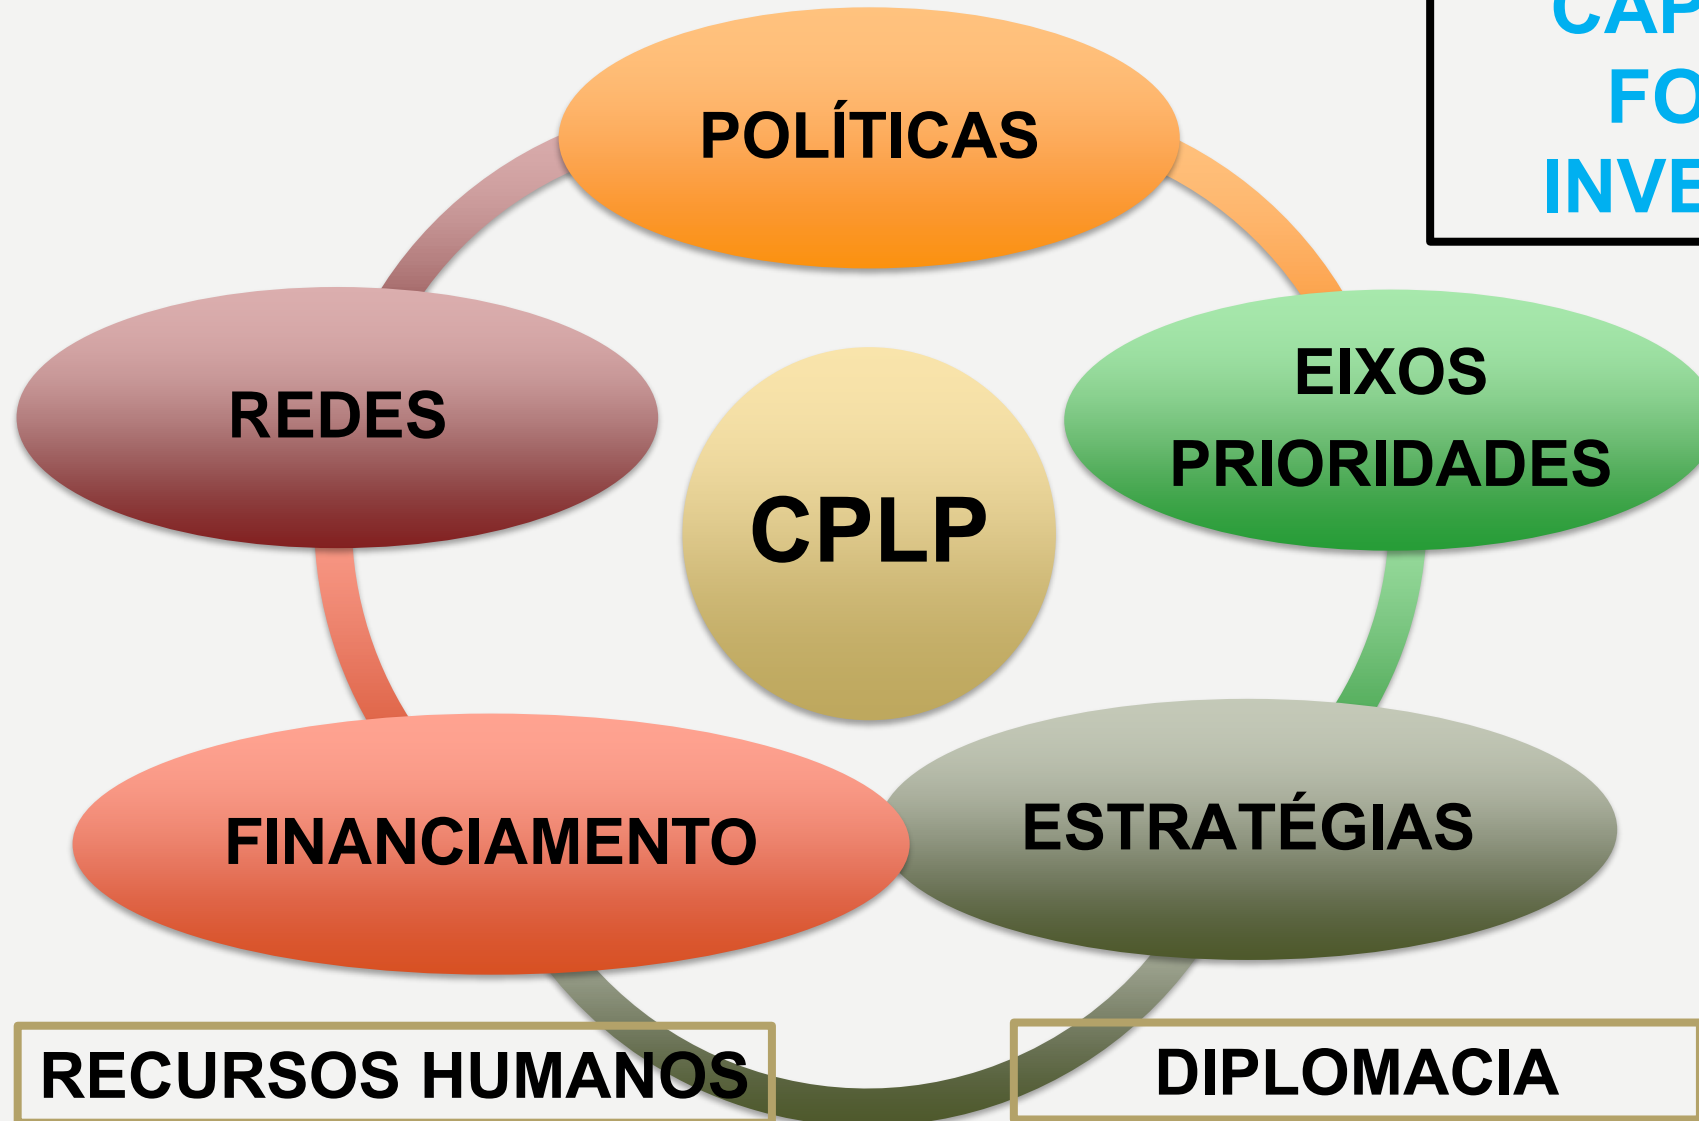 POLÍTICAS
EIXOS
PRIORIDADES
REDES
CPLP
FINANCIAMENTO
ESTRATÉGIAS
RECURSOS HUMANOS
DIPLOMACIA